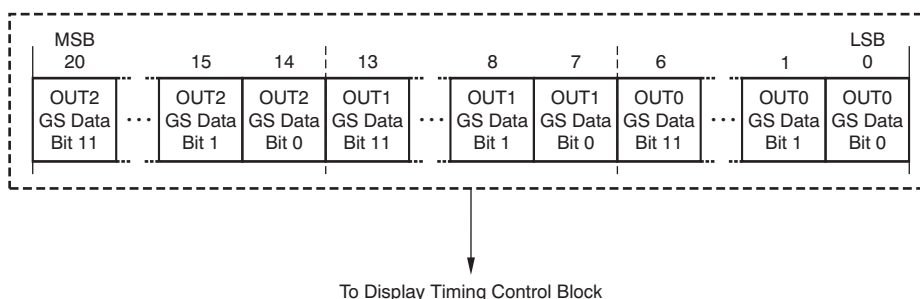 MSB LSB
20 15 14 13 8 7 6 1 0
OUT2 OUT2 OUT2 OUT1 OUT1 OUT1 OUT0 OUT0 OUT0
GS Data GS Data GS Data GS Data GS Data GS Data GS Data GS Data GS Data
Bit 11 ··· Bit 1 Bit 0 Bit 11 ··· Bit 1 Bit 0 Bit 11 ··· Bit 1 Bit 0
To Display Timing Control Block